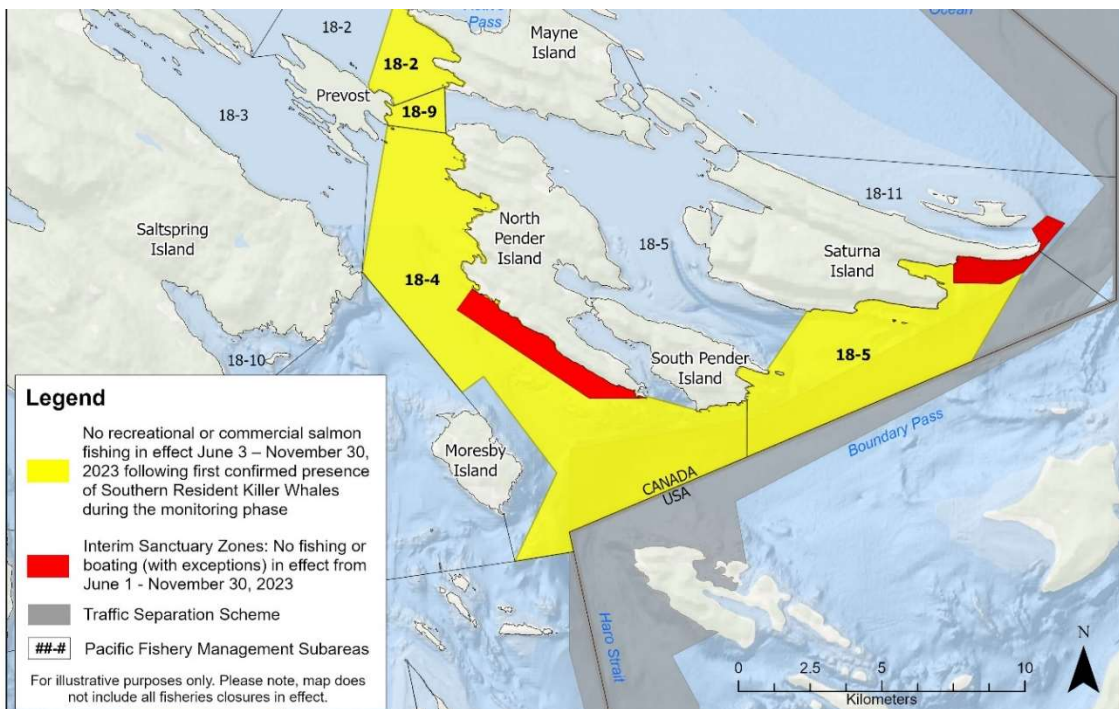 Active
Pass
Ocean
18-2
Mayne
Island
18-2
Prevost
18-9
18-3
18-11
North
Pender
Island
Saltspring
Island
18-5
Saturna
Island
18-4
18-10
South Pender
Island
18-5
Moresby
Island
Boundary Pass
CANADA
USA
Haro Strait
Legend
No recreational or commercial salmon
fishing in effect June 3 – November 30,
2023 following first confirmed presence
of Southern Resident Killer Whales
during the monitoring phase
Interim Sanctuary Zones: No fishing or
boating (with exceptions) in effect from
June 1 - November 30, 2023
Traffic Separation Scheme
##-# Pacific Fishery Management Subareas
For illustrative purposes only. Please note, map does
not include all fisheries closures in effect.
N
0 2.5 5 10
Kilometers